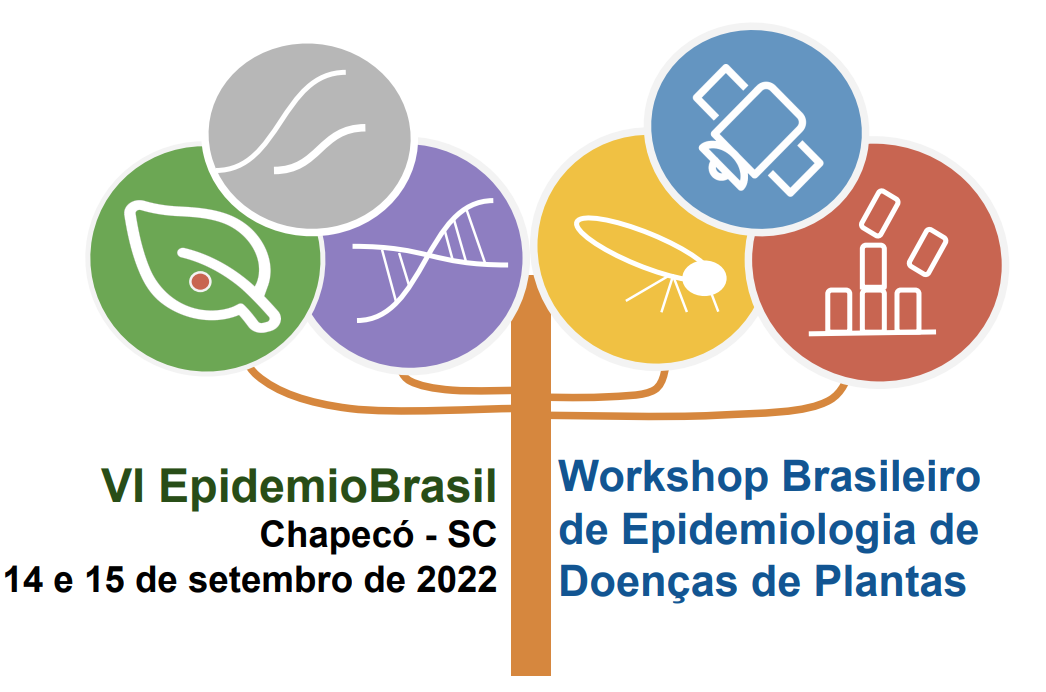 VI EpidemioBrasil
Chapecó - SC
14 e 15 de setembro de 2022
Workshop Brasileiro
de Epidemiologia de
Doenças de Plantas